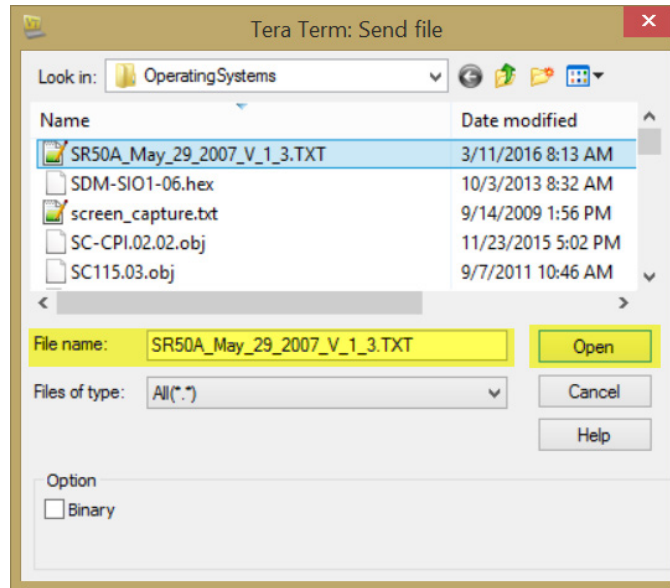 Tera Term: Send file
Look in: OperatingSystems
Name Date modified
SR50A_May_29_2007_V_1_3.TXT 3/11/2016 8:13 AM
SDM-SIO1-06.hex 10/3/2013 8:32 AM
screen_capture.txt 9/14/2009 1:56 PM
SC-CPI.02.02.obj 11/23/2015 5:02 PM
SC115.03.obj 9/7/2011 10:46 AM
File name: SR50A_May_29_2007_V_1_3.TXT Open
Files of type: All(*.*) Cancel
Help
Option
Binary